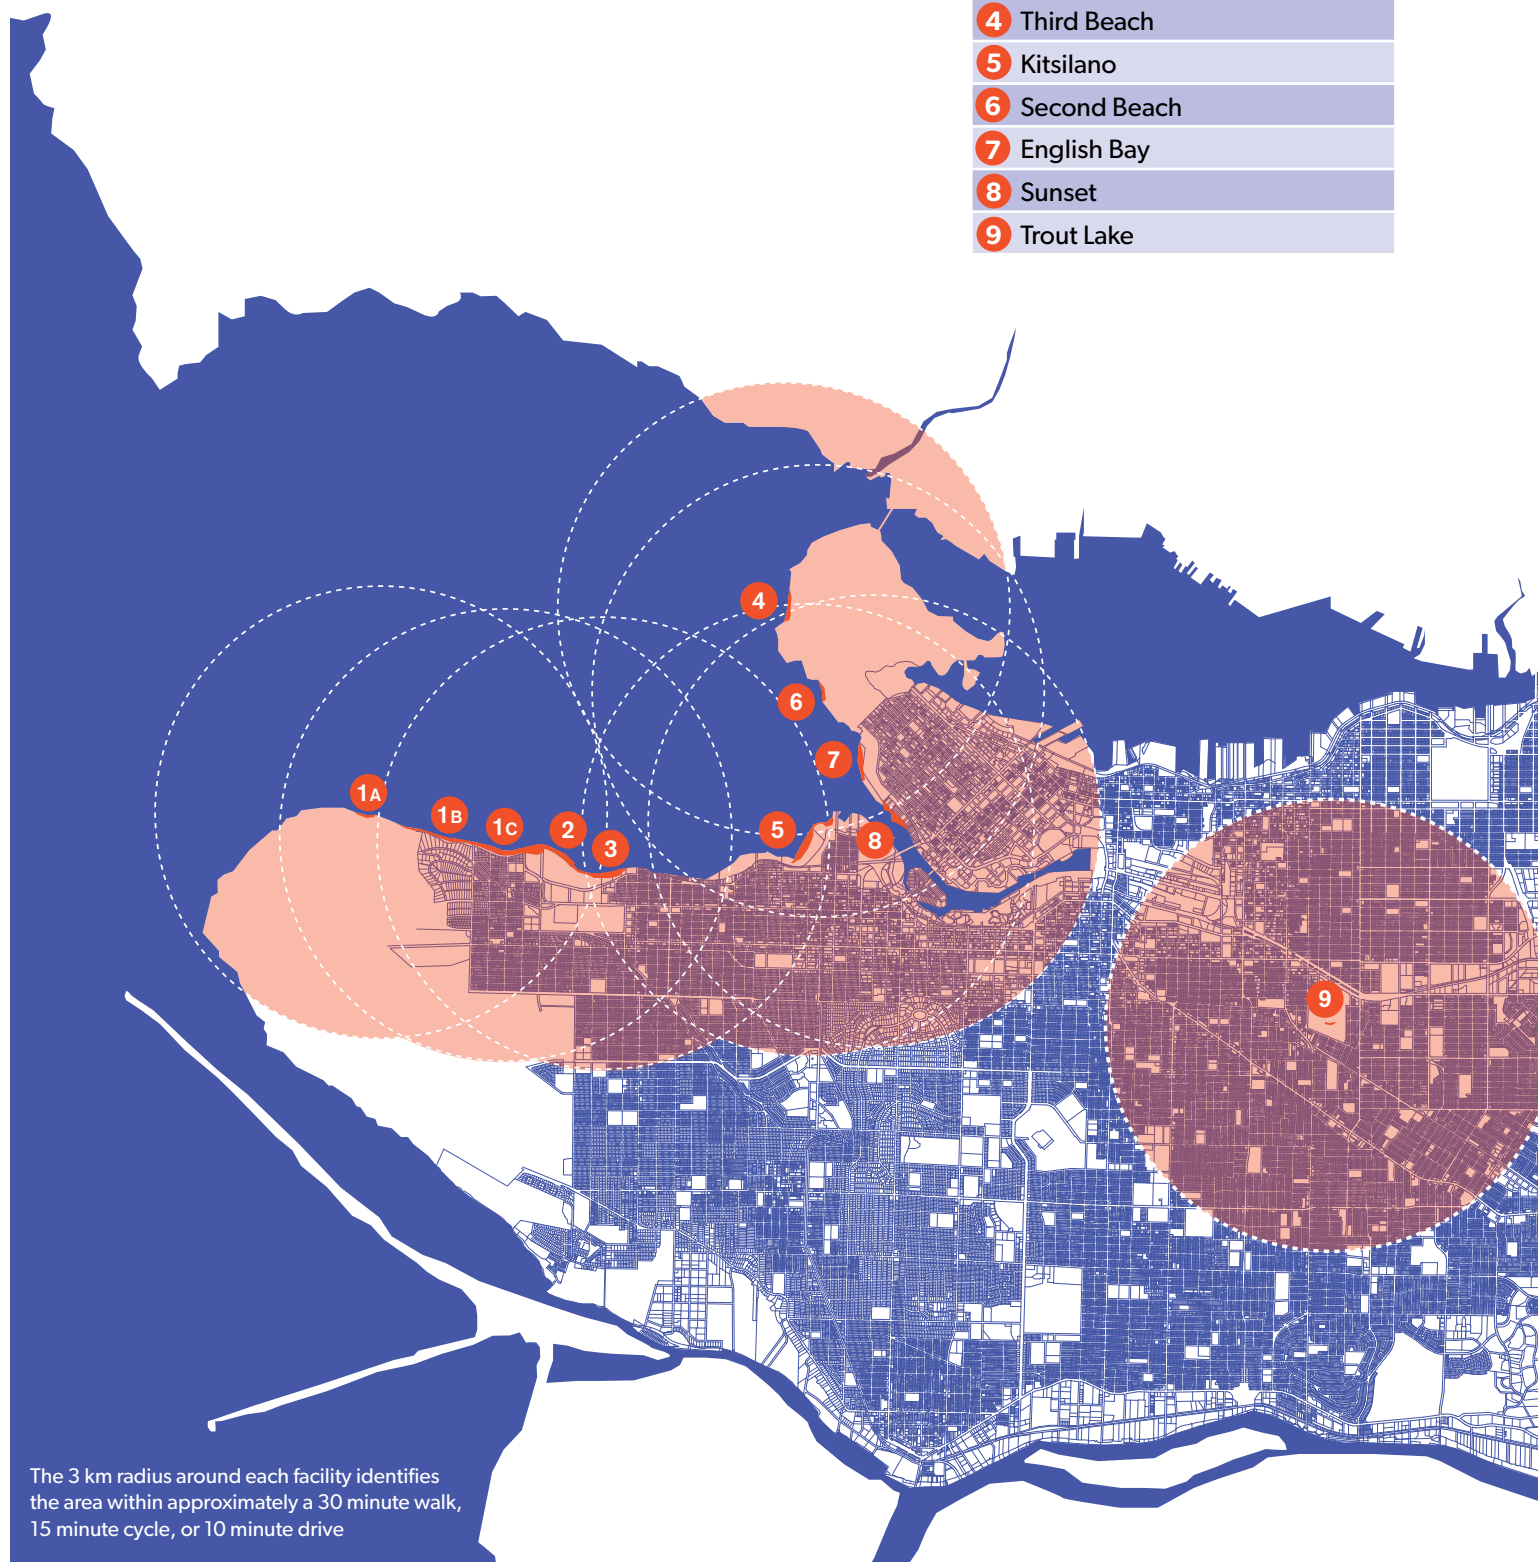 4 Third Beach
5 Kitsilano
6 Second Beach
7 English Bay
8 Sunset
9 Trout Lake
4
6
7
1A
1B
1C
2
3
5
8
9
The 3 km radius around each facility identifies
the area within approximately a 30 minute walk,
15 minute cycle, or 10 minute drive